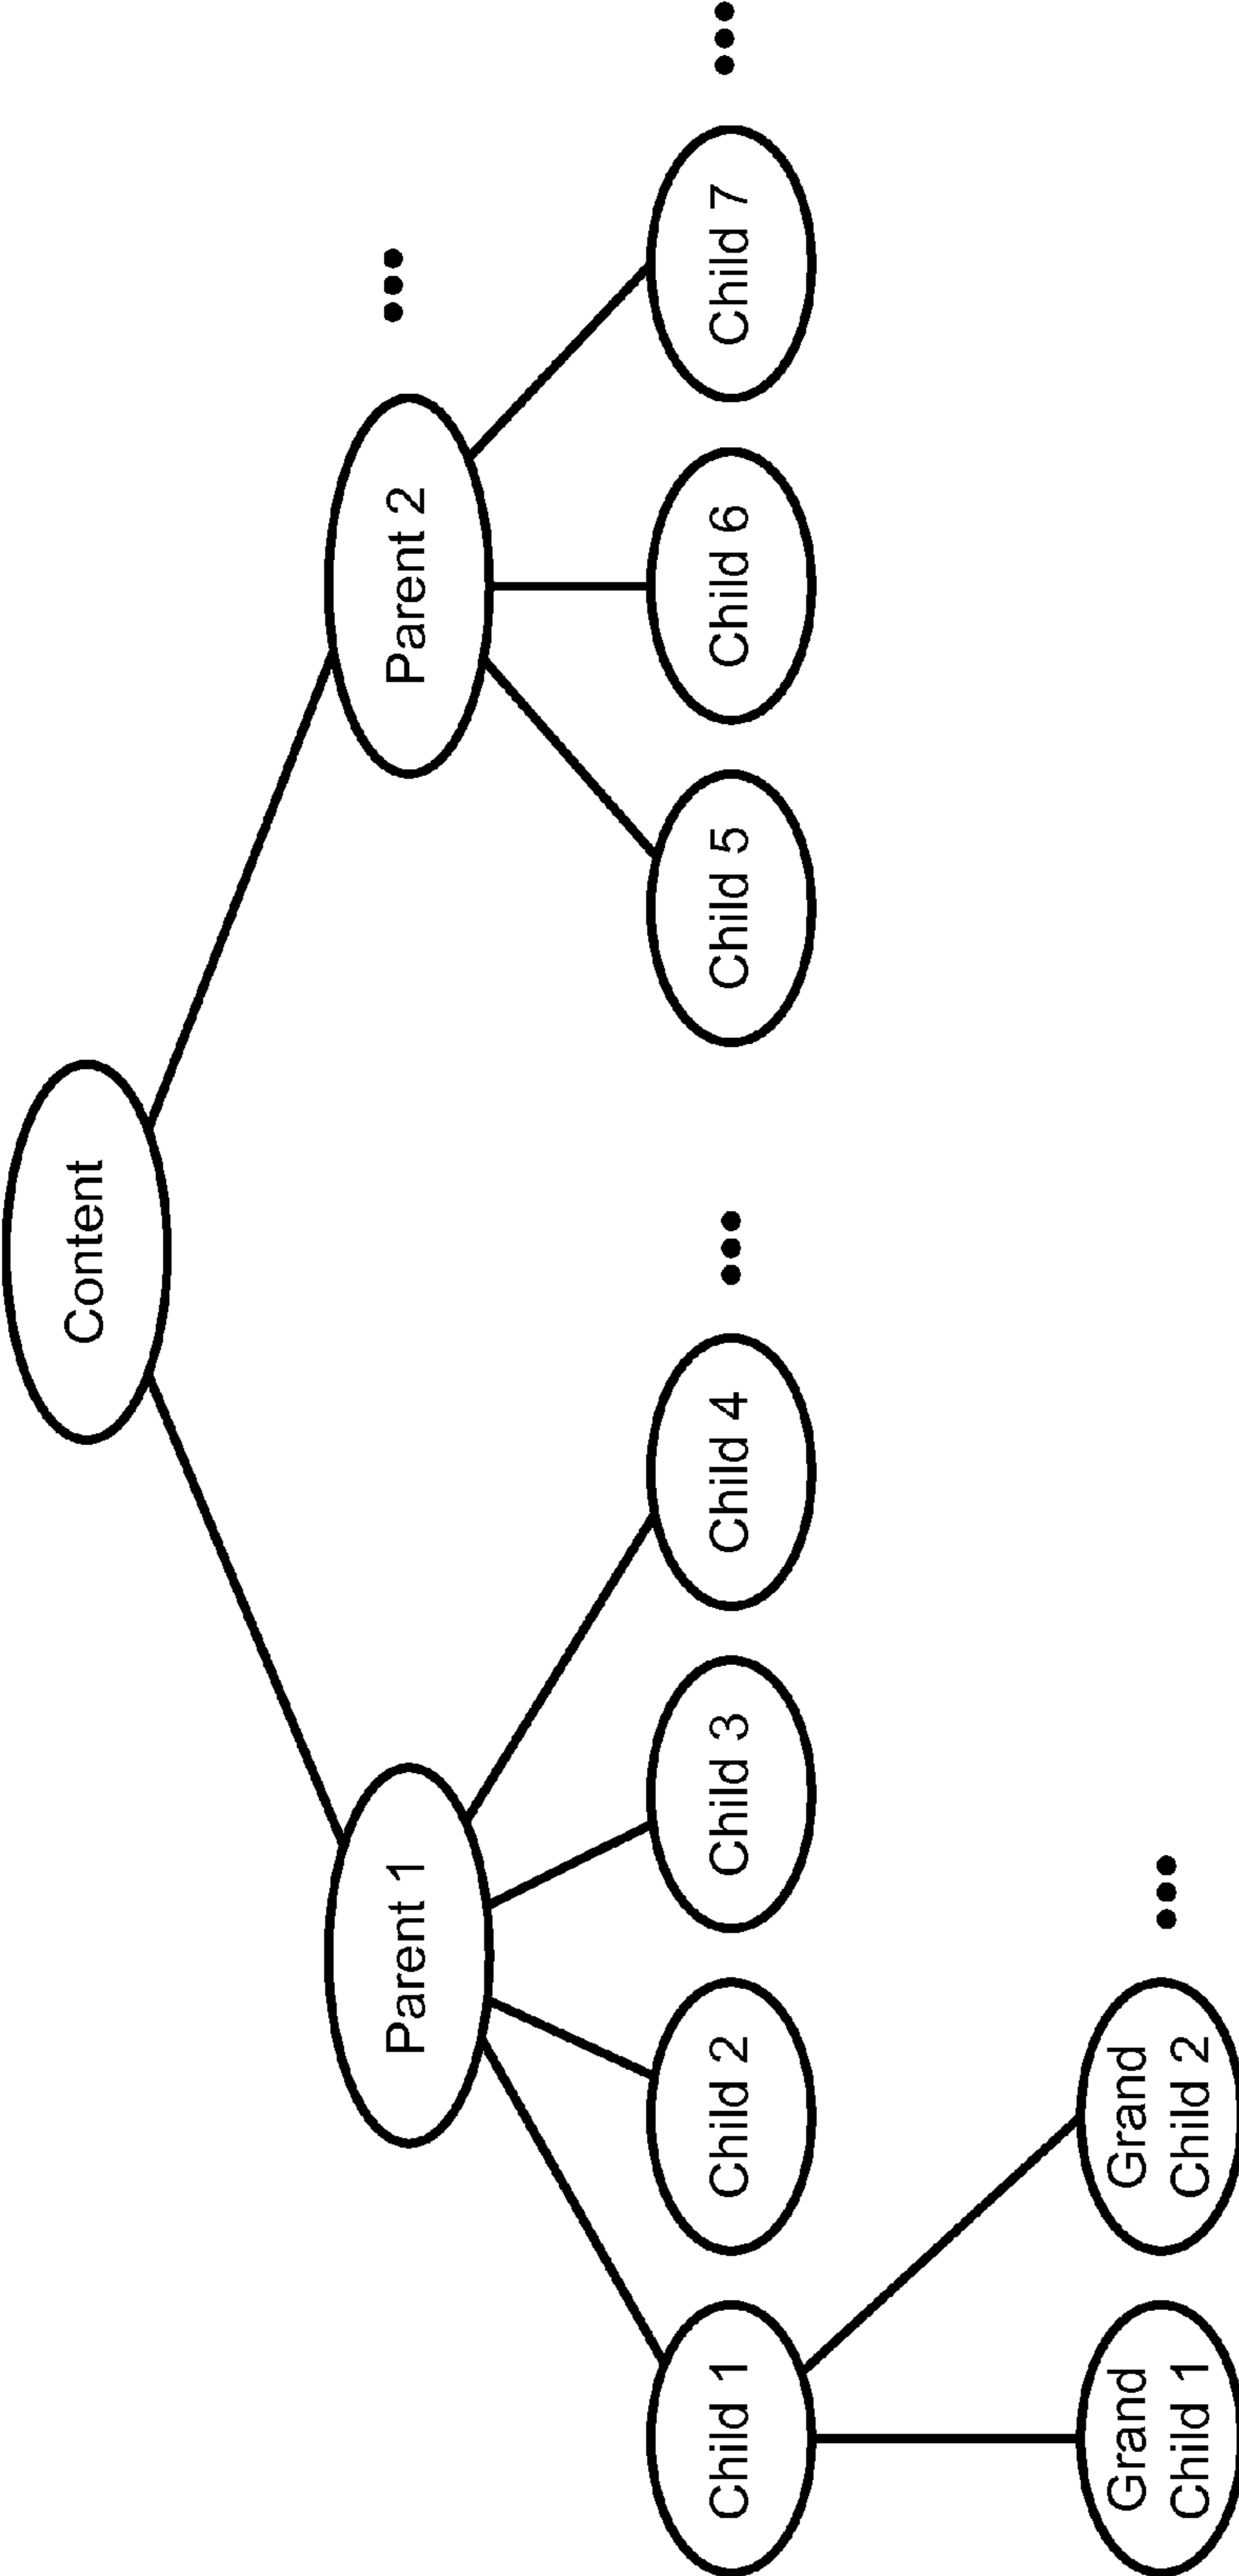 Content
Parent 1
Parent 2
...
Child 1
Child 2
Child 3
Child 4
...
Child 5
Child 6
Child 7
...
Grand
Child 1
Grand
Child 2
...